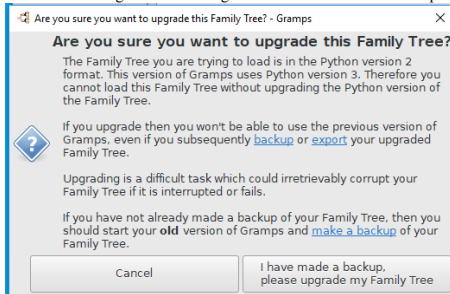 Are you sure you want to upgrade this Family Tree? - Gramps
Are you sure you want to upgrade this Family Tree?
The Family Tree you are trying to load is in the Python version 2
format. This version of Gramps uses Python version 3. Therefore you
cannot load this Family Tree without upgrading the Python version of
the Family Tree.
If you upgrade then you won't be able to use the previous version of
Gramps, even if you subsequently backup or export your upgraded
Family Tree.
Upgrading is a difficult task which could irretrievably corrupt your
Family Tree if it is interrupted or fails.
If you have not already made a backup of your Family Tree, then you
should start your old version of Gramps and make a backup of your
Family Tree.
Cancel
I have made a backup,
please upgrade my Family Tree